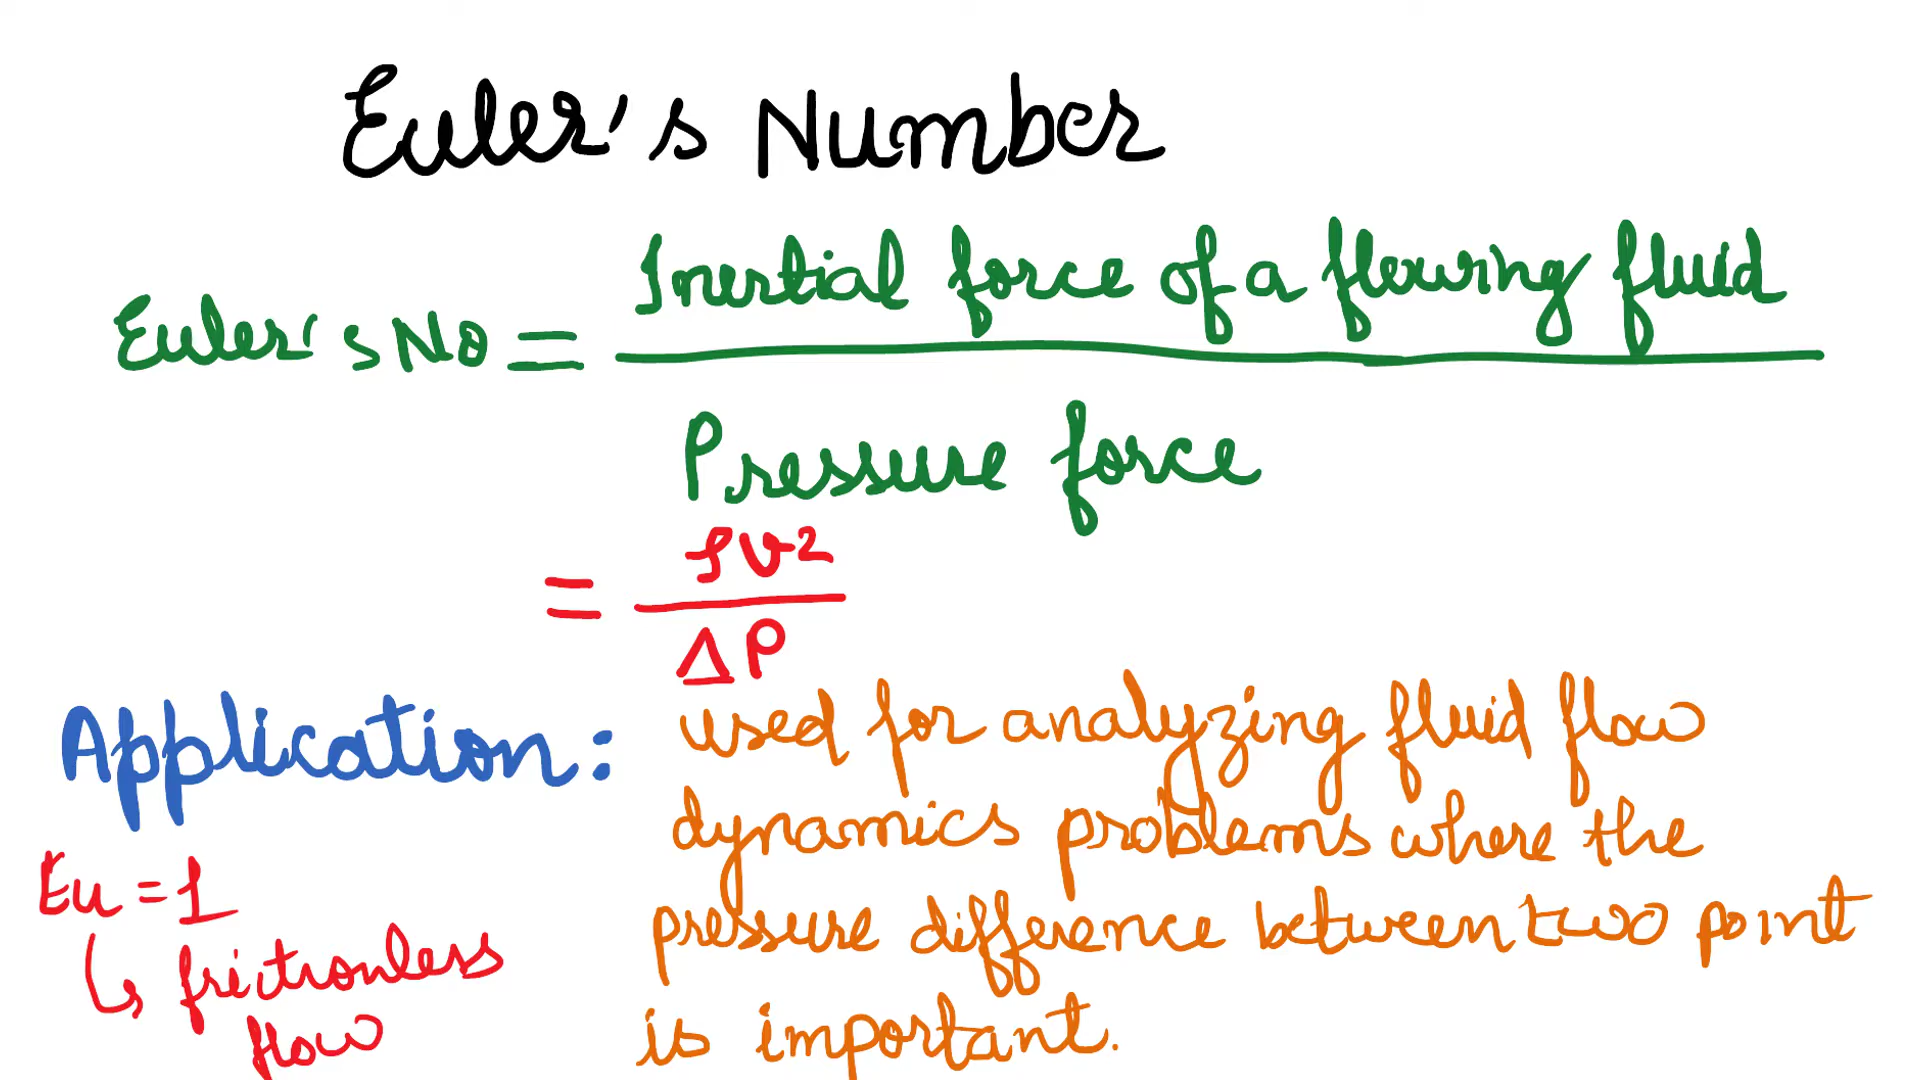 Euler's Number
Euler's No = Inertial force of a flowing fluid
Pressure force
= ρv²
ΔP
Application: used for analyzing fluid flow
dynamics problems where the
pressure difference between two point
is important.
Eu = 1
↳ frictionless
flow